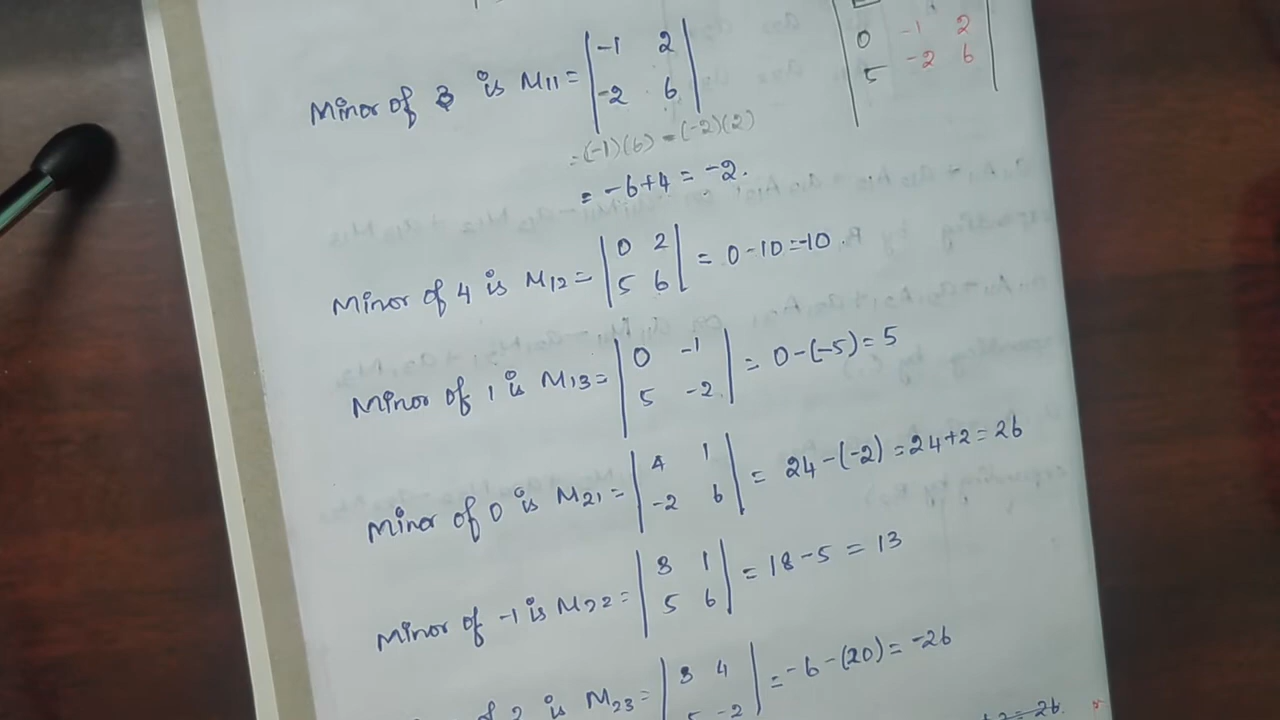 0 -1 2
5 -2 6
Minor of 3 is M11 = |-1 2|
|-2 6|
= (-1)(6) - (-2)(2)
= -6+4 = -2.
Minor of 4 is M12 = |0 2| = 0-10=-10.
|5 6|
Minor of 1 is M13 = |0 -1| = 0-(-5)=5
|5 -2|
Minor of 0 is M21 = |4 1| = 24-(-2)=24+2=26
|-2 6|
Minor of -1 is M22 = |3 1| = 18-5 = 13
|5 6|
of 2 is M23 = |3 4| = -6-(20)= -26
5 -2
= 26.